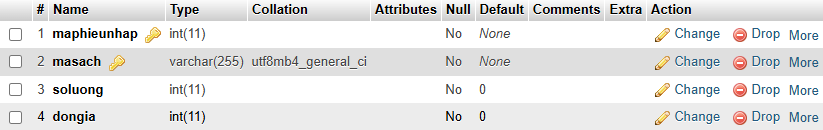 # Name Type Collation Attributes Null Default Comments Extra Action
1 maphieunhap int(11) No None Change Drop More
2 masach varchar(255) utf8mb4_general_ci No None Change Drop More
3 soluong int(11) No 0 Change Drop More
4 dongia int(11) No 0 Change Drop More